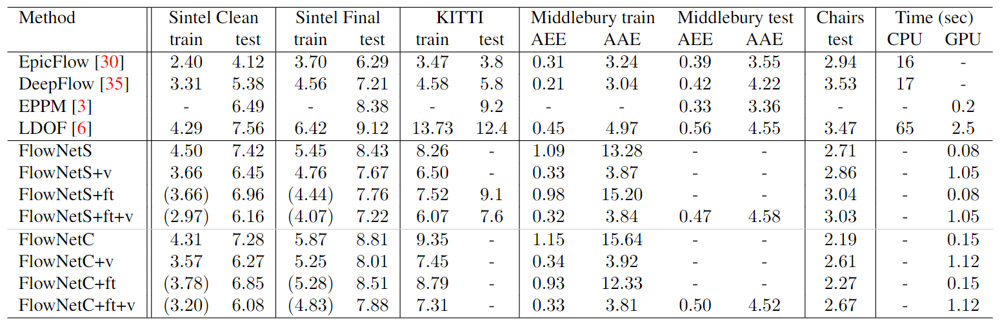 Method Sintel Clean Sintel Final KITTI Middlebury train Middlebury test Chairs Time (sec)
train test train test train test AEE AAE AEE AAE test CPU GPU
EpicFlow [30] 2.40 4.12 3.70 6.29 3.47 3.8 0.31 3.24 0.39 3.55 2.94 16 -
DeepFlow [35] 3.31 5.38 4.56 7.21 4.58 5.8 0.21 3.04 0.42 4.22 3.53 17 -
EPPM [3] - 6.49 - 8.38 - 9.2 - - 0.33 3.36 - - 0.2
LDOF [6] 4.29 7.56 6.42 9.12 13.73 12.4 0.45 4.97 0.56 4.55 3.47 65 2.5
FlowNetS 4.50 7.42 5.45 8.43 8.26 - 1.09 13.28 - - 2.71 - 0.08
FlowNetS+v 3.66 6.45 4.76 7.67 6.50 - 0.33 3.87 - - 2.86 - 1.05
FlowNetS+ft (3.66) 6.96 (4.44) 7.76 7.52 9.1 0.98 15.20 - - 3.04 - 0.08
FlowNetS+ft+v (2.97) 6.16 (4.07) 7.22 6.07 7.6 0.32 3.84 0.47 4.58 3.03 - 1.05
FlowNetC 4.31 7.28 5.87 8.81 9.35 - 1.15 15.64 - - 2.19 - 0.15
FlowNetC+v 3.57 6.27 5.25 8.01 7.45 - 0.34 3.92 - - 2.61 - 1.12
FlowNetC+ft (3.78) 6.85 (5.28) 8.51 8.79 - 0.93 12.33 - - 2.27 - 0.15
FlowNetC+ft+v (3.20) 6.08 (4.83) 7.88 7.31 - 0.33 3.81 0.50 4.52 2.67 - 1.12